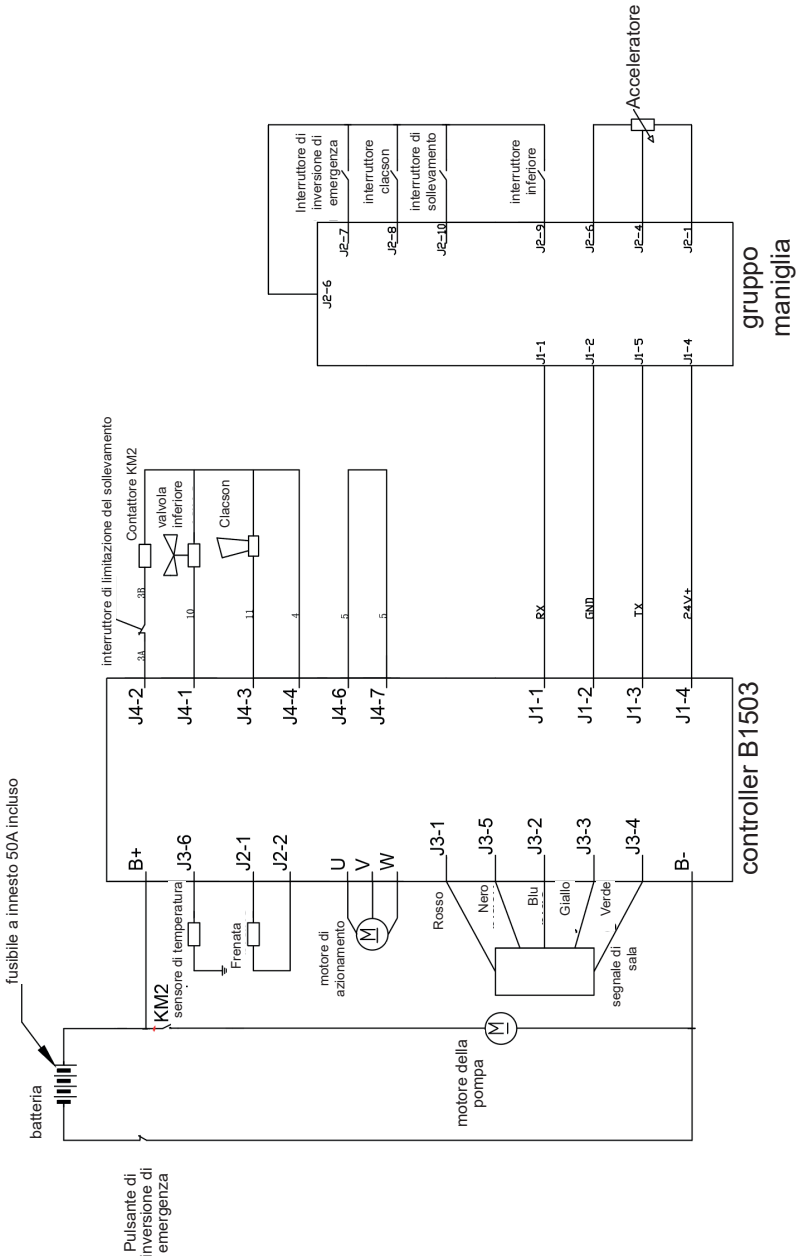 fusibile a innesto 50A incluso
batteria
Pulsante di
inversione di
emergenza
KM2
motore della
pompa
M
B+
J3-6
J2-1
J2-2
U
V
W
J3-1
J3-5
J3-2
J3-3
J3-4
B-
sensore di temperatura
Frenata
motore di
azionamento
M
Rosso
Nero
Blu
Giallo
Verde
segnale di
sala
controller B1503
J4-2
J4-1
J4-3
J4-4
J4-6
J4-7
J1-1
J1-2
J1-3
J1-4
interruttore di limitazione del sollevamento
3A
3B
Contattore KM2
10
valvola
inferiore
11
Clacson
4
5
5
RX
GND
TX
24V+
J1-1
J1-2
J1-5
J1-4
gruppo
maniglia
J2-6
J2-7
J2-8
J2-10
J2-9
J2-6
J2-4
J2-1
Interruttore di
inversione di
emergenza
interruttore
clacson
interruttore di
sollevamento
interruttore
inferiore
Acceleratore